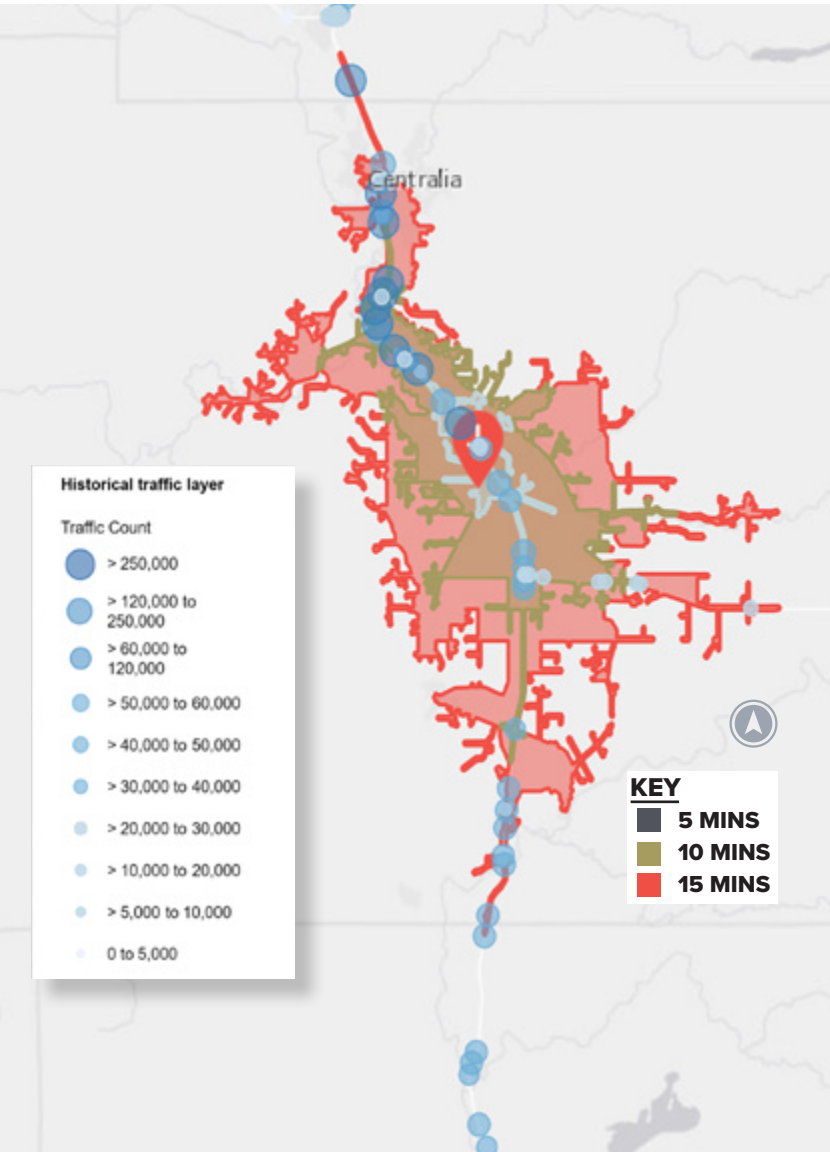 Centralia
Historical traffic layer
Traffic Count
> 250,000
> 120,000 to
250,000
> 60,000 to
120,000
> 50,000 to 60,000
> 40,000 to 50,000
> 30,000 to 40,000
> 20,000 to 30,000
> 10,000 to 20,000
> 5,000 to 10,000
0 to 5,000
KEY
5 MINS
10 MINS
15 MINS